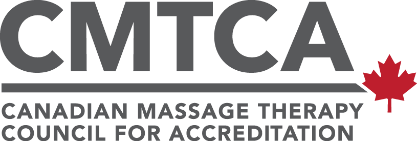 CMTCA
CANADIAN MASSAGE THERAPY
COUNCIL FOR ACCREDITATION